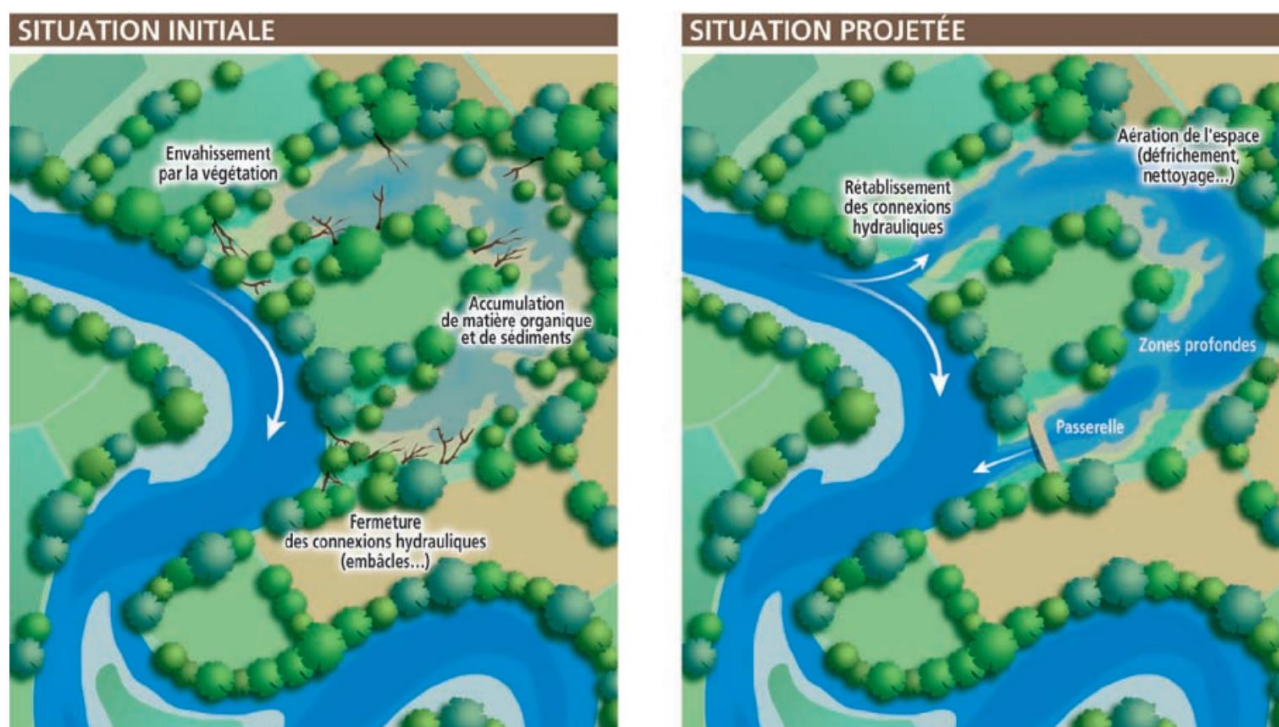 SITUATION INITIALE
Envahissement
par la végétation
Accumulation
de matière organique
et de sédiments
Fermeture
des connexions hydrauliques
(embâcles...)
SITUATION PROJETÉE
Aération de l'espace
(défrichement,
nettoyage...)
Rétablissement
des connexions
hydrauliques
Zones profondes
Passerelle